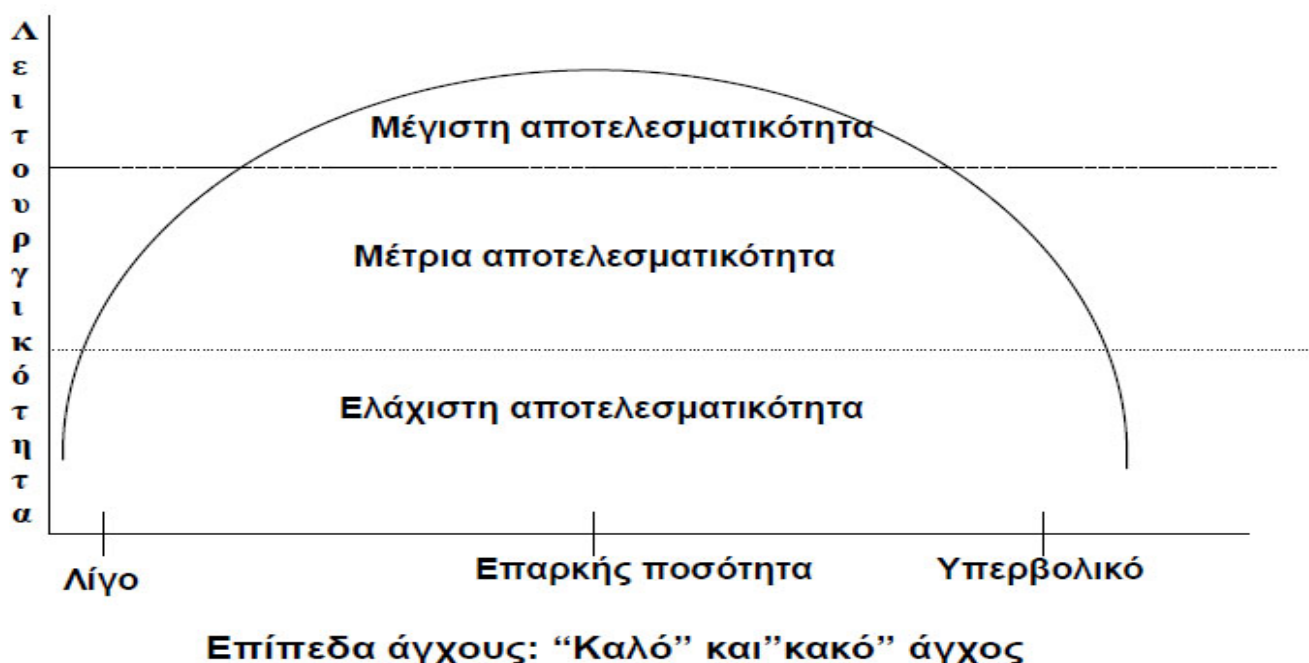 Λειτουργικότητα
Μέγιστη αποτελεσματικότητα
Μέτρια αποτελεσματικότητα
Ελάχιστη αποτελεσματικότητα
Λίγο Επαρκής ποσότητα Υπερβολικό
Επίπεδα άγχους: “Καλό” και”κακό” άγχος